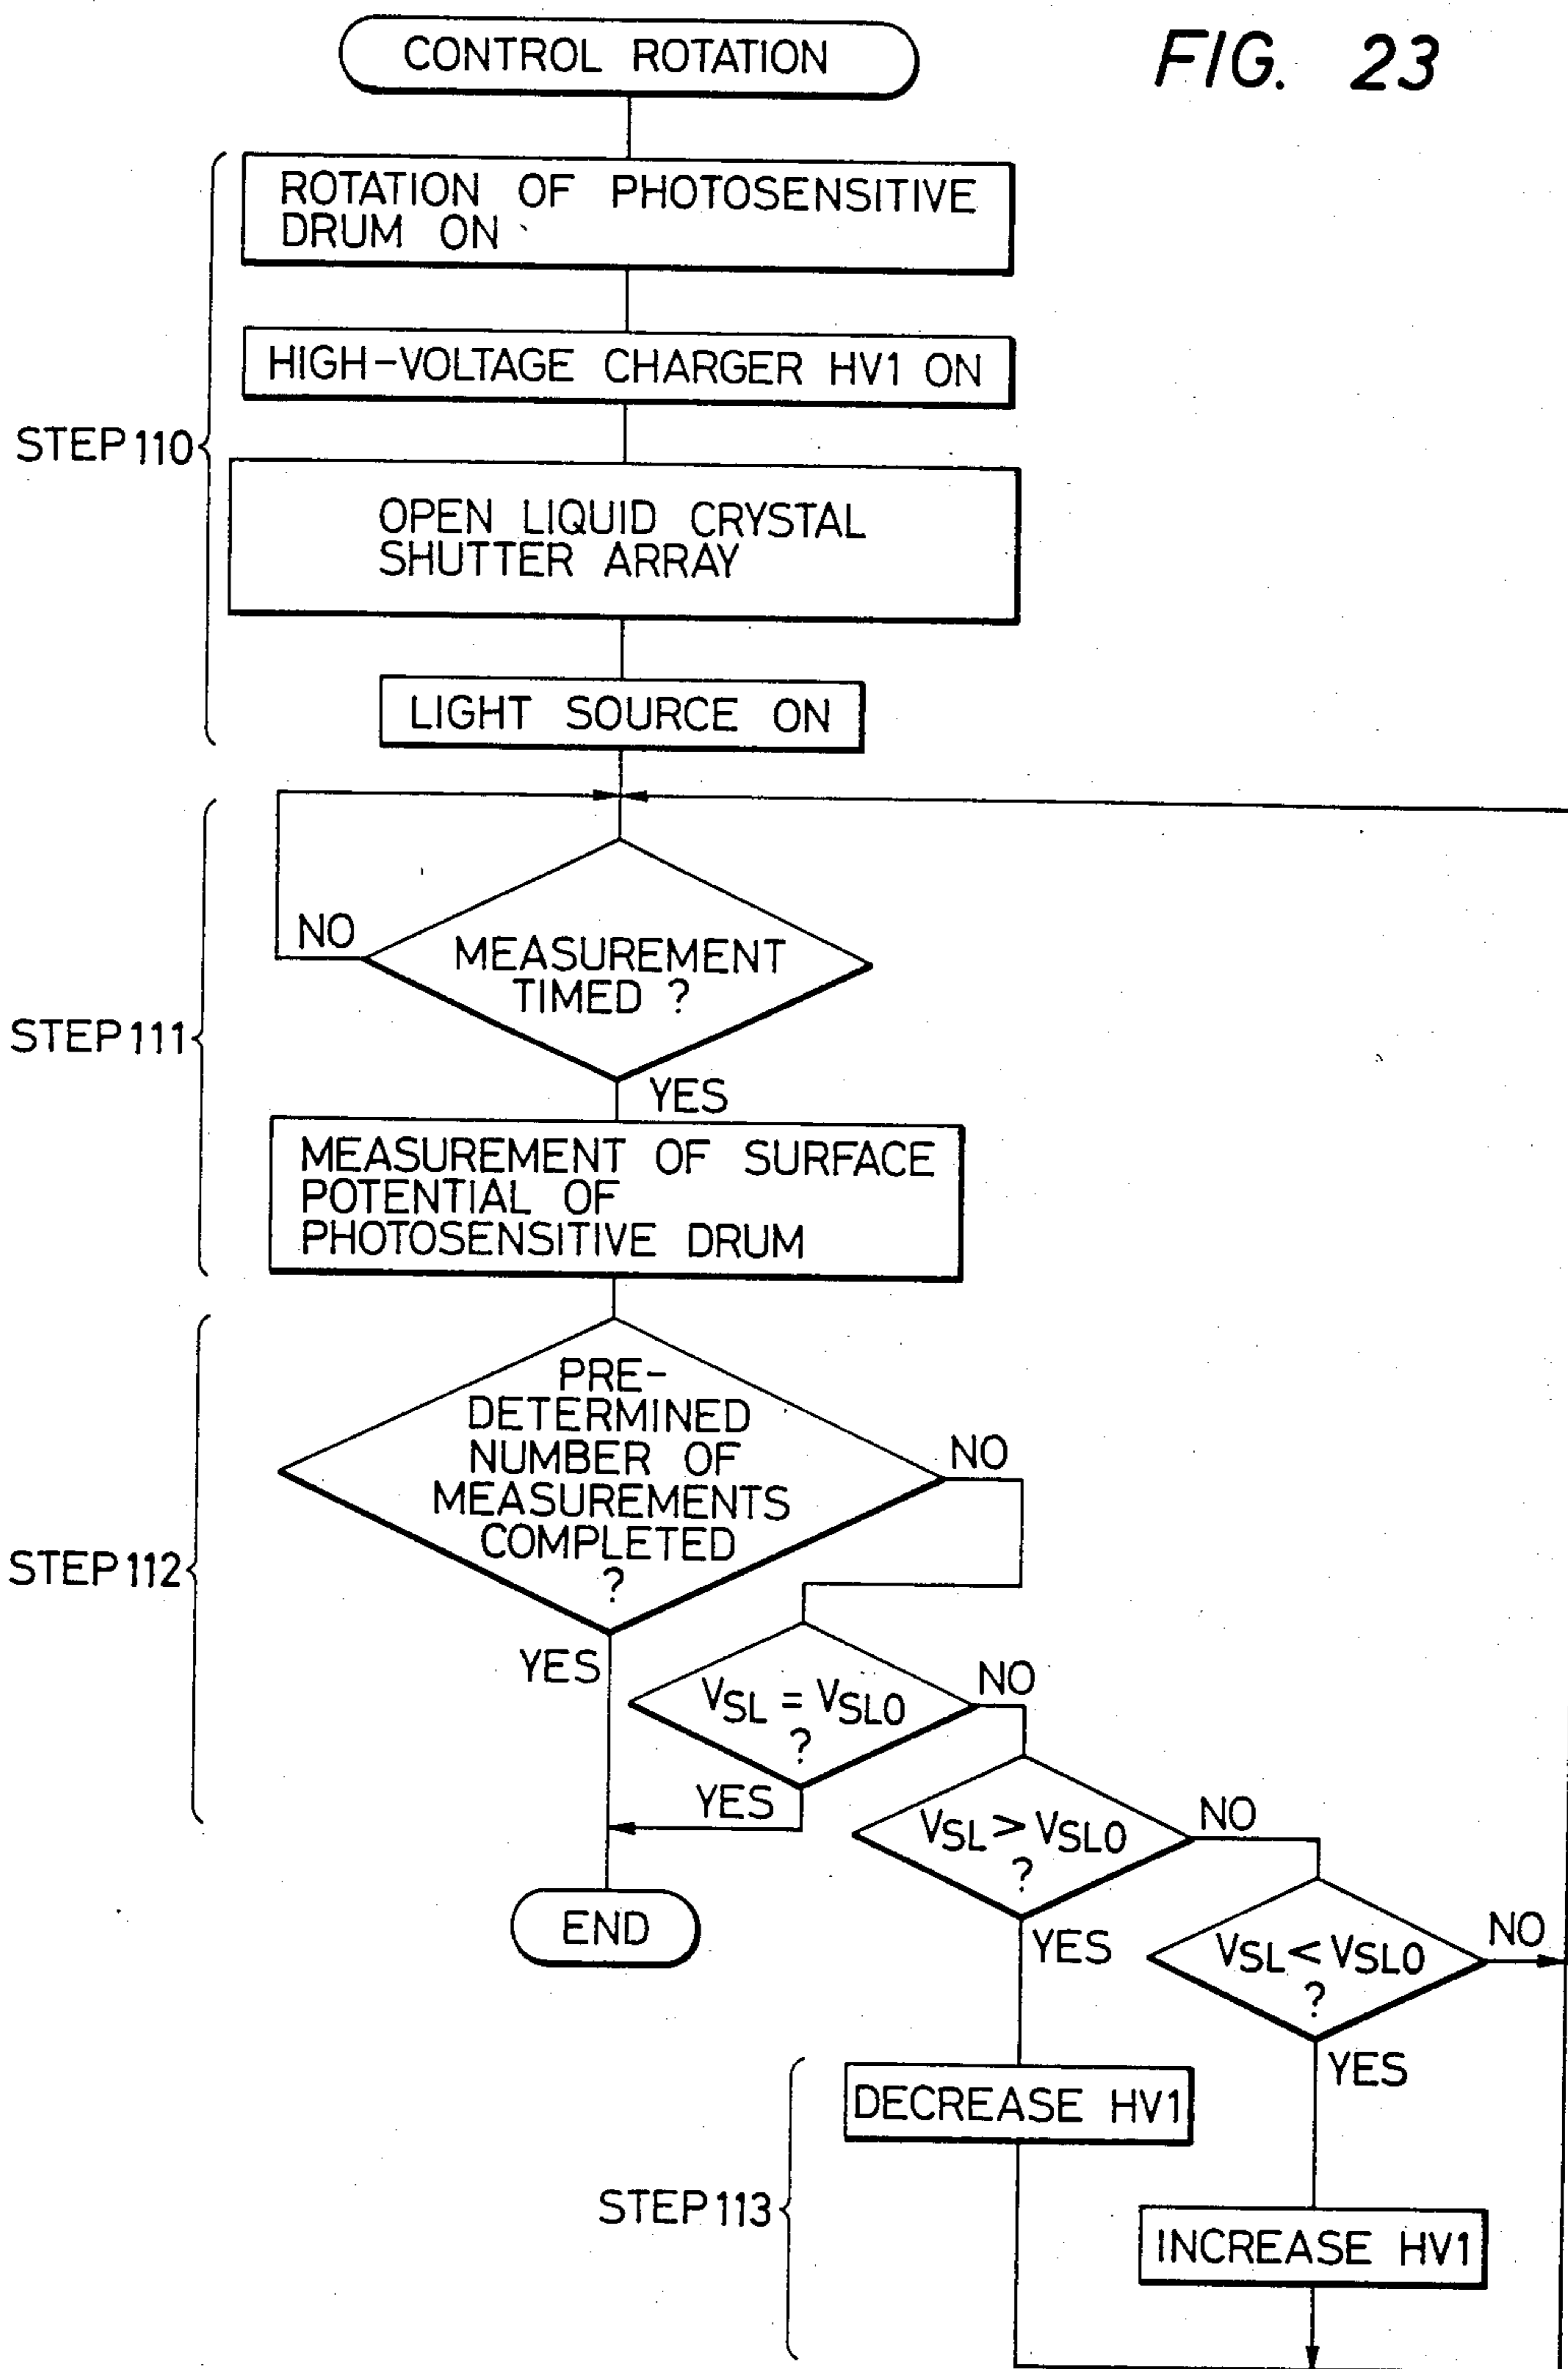 FIG. 23
CONTROL ROTATION
ROTATION OF PHOTOSENSITIVE
DRUM ON
HIGH-VOLTAGE CHARGER HV1 ON
STEP 110
OPEN LIQUID CRYSTAL
SHUTTER ARRAY
LIGHT SOURCE ON
NO
MEASUREMENT
TIMED ?
STEP 111
YES
MEASUREMENT OF SURFACE
POTENTIAL OF
PHOTOSENSITIVE DRUM
PRE-
DETERMINED
NUMBER OF
MEASUREMENTS
COMPLETED
?
NO
STEP 112
YES
VSL = VSLO
?
NO
YES
VSL > VSLO
?
NO
END
YES
VSL < VSLO
?
NO
YES
DECREASE HV1
STEP 113
INCREASE HV1